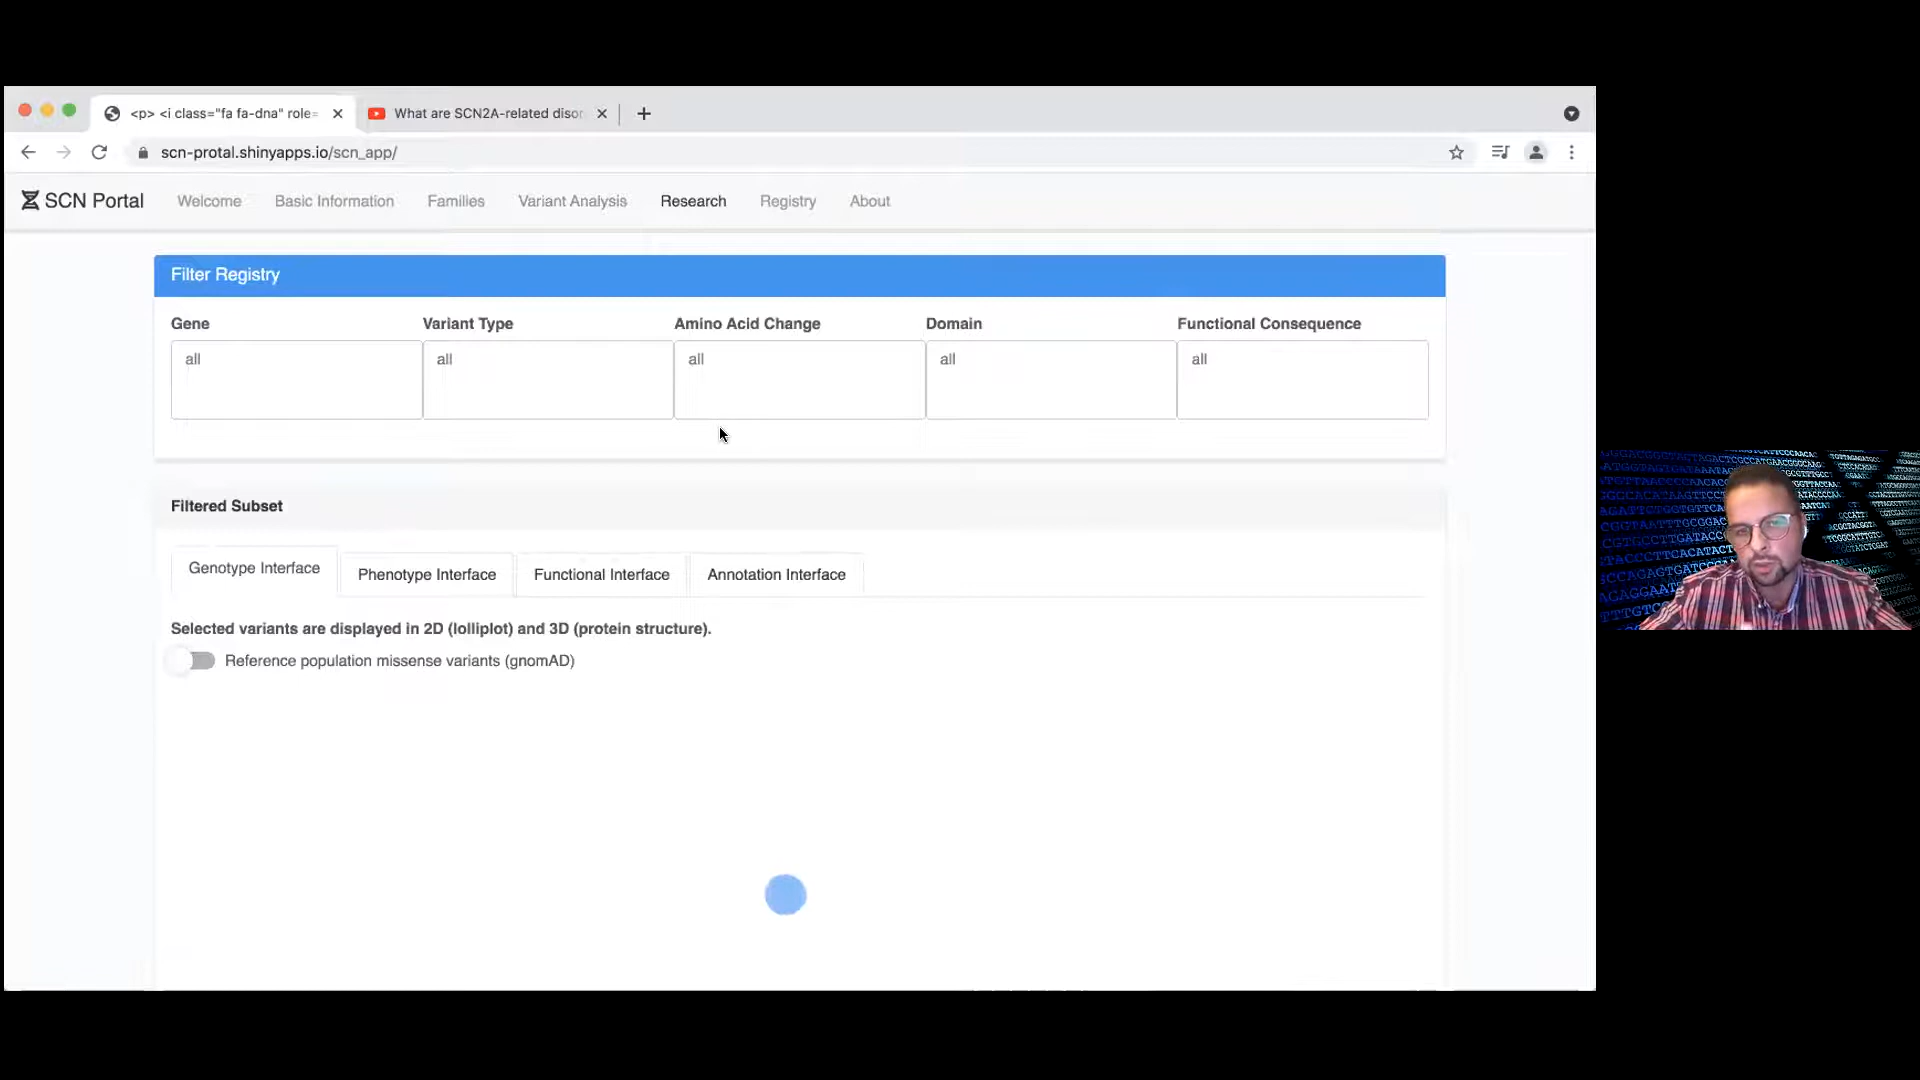 <p> <i class="fa fa-dna" role=
What are SCN2A-related disor
scn-protal.shinyapps.io/scn_app/
SCN Portal Welcome Basic Information Families Variant Analysis Research Registry About
Filter Registry
Gene Variant Type Amino Acid Change Domain Functional Consequence
all all all all all
Filtered Subset
Genotype Interface Phenotype Interface Functional Interface Annotation Interface
Selected variants are displayed in 2D (lolliplot) and 3D (protein structure).
Reference population missense variants (gnomAD)